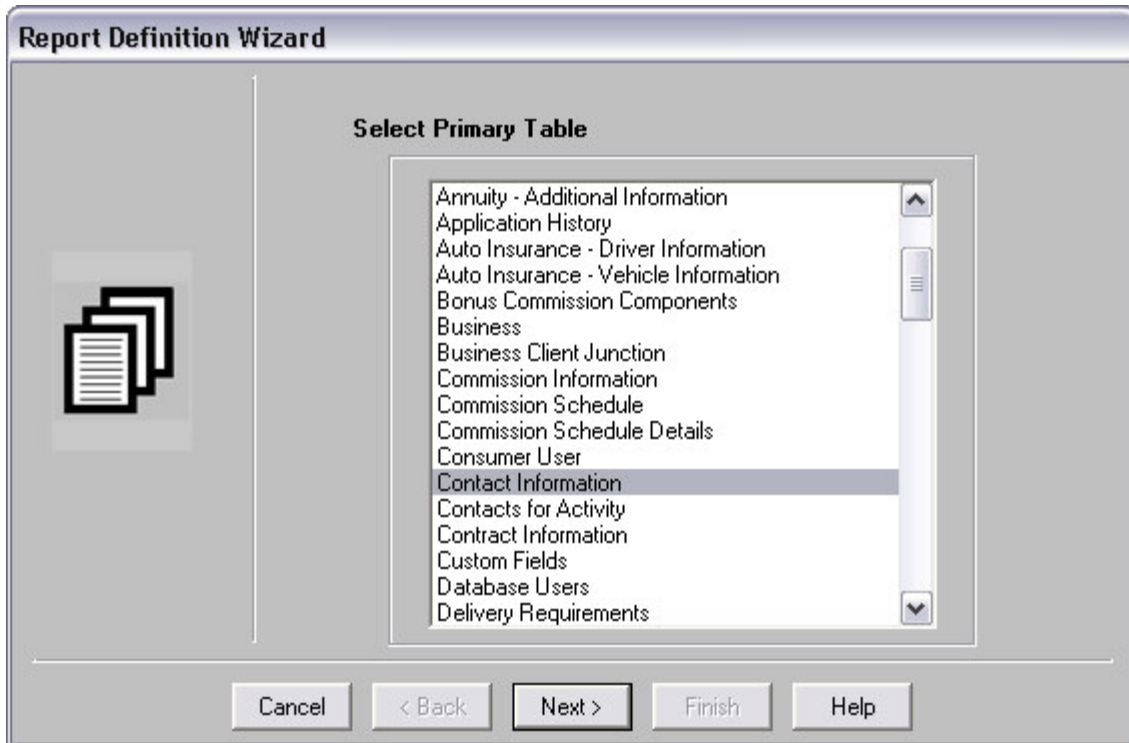 Report Definition Wizard
Select Primary Table
Annuity - Additional Information
Application History
Auto Insurance - Driver Information
Auto Insurance - Vehicle Information
Bonus Commission Components
Business
Business Client Junction
Commission Information
Commission Schedule
Commission Schedule Details
Consumer User
Contact Information
Contacts for Activity
Contract Information
Custom Fields
Database Users
Delivery Requirements
Cancel
< Back
Next >
Finish
Help